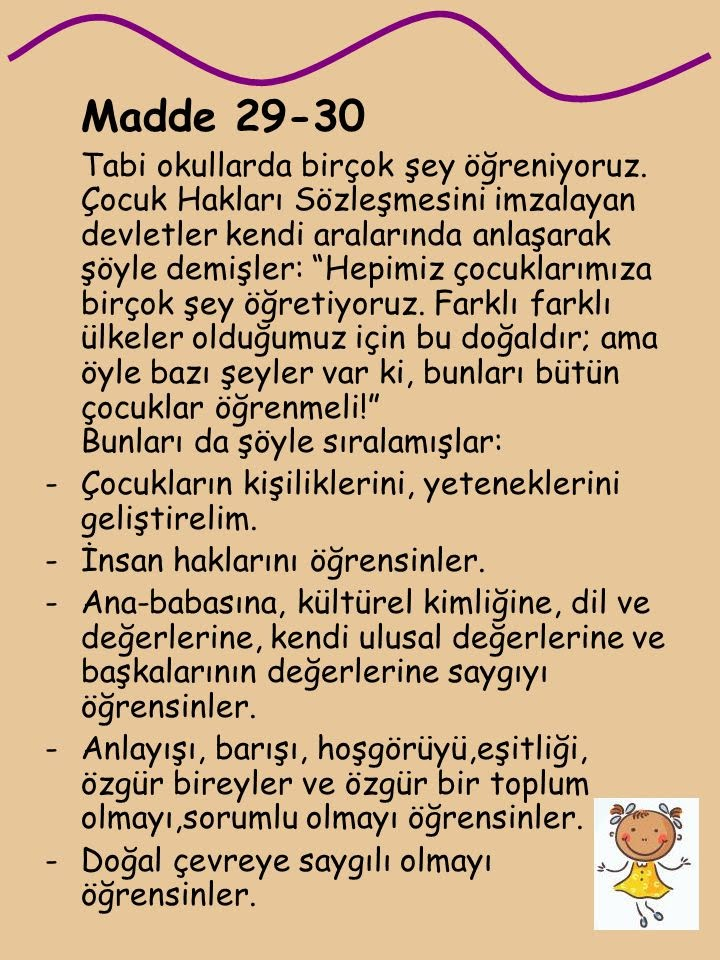 Madde 29-30
Tabi okullarda birçok şey öğreniyoruz.
Çocuk Hakları Sözleşmesini imzalayan
devletler kendi aralarında anlaşarak
şöyle demişler: “Hepimiz çocuklarımıza
birçok şey öğretiyoruz. Farklı farklı
ülkeler olduğumuz için bu doğaldır; ama
öyle bazı şeyler var ki, bunları bütün
çocuklar öğrenmeli!”
Bunları da şöyle sıralamışlar:
- Çocukların kişiliklerini, yeteneklerini
geliştirelim.
- İnsan haklarını öğrensinler.
- Ana-babasına, kültürel kimliğine, dil ve
değerlerine, kendi ulusal değerlerine ve
başkalarının değerlerine saygıyı
öğrensinler.
- Anlayışı, barışı, hoşgörüyü,eşitliği,
özgür bireyler ve özgür bir toplum
olmayı,sorumlu olmayı öğrensinler.
- Doğal çevreye saygılı olmayı
öğrensinler.